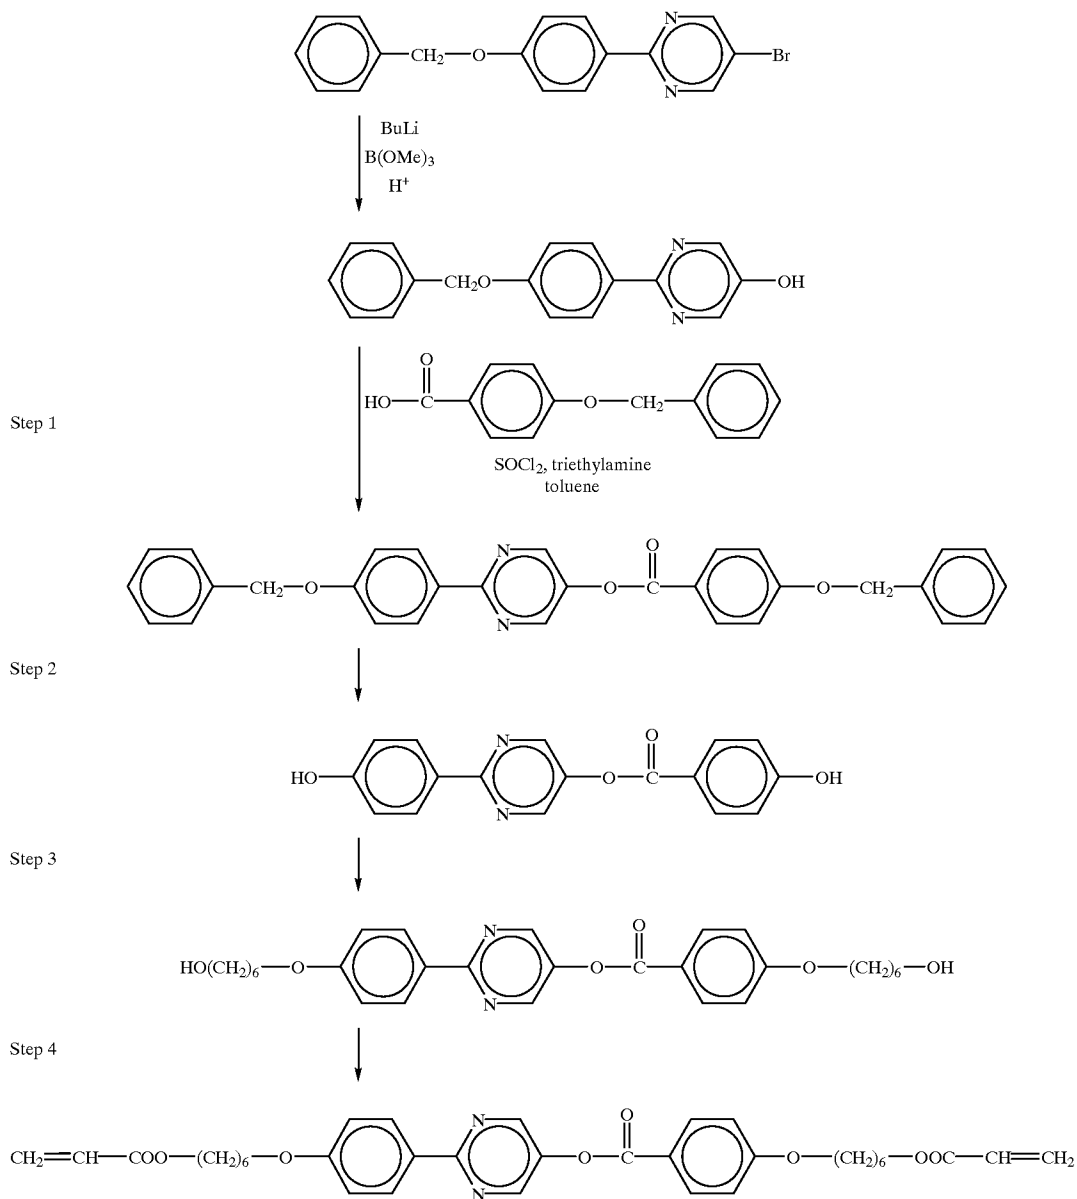 CH₂ O N N Br
BuLi
B(OMe)₃
H⁺
CH₂O N N OH
Step 1
HO C O O CH₂
SOCl₂, triethylamine
toluene
CH₂ O N N O C O O CH₂
Step 2
HO N N O C O OH
Step 3
HO(CH₂)₆ O N N O C O O (CH₂)₆ OH
Step 4
CH₂ CH COO (CH₂)₆ O N N O C O O (CH₂)₆ OOC CH CH₂